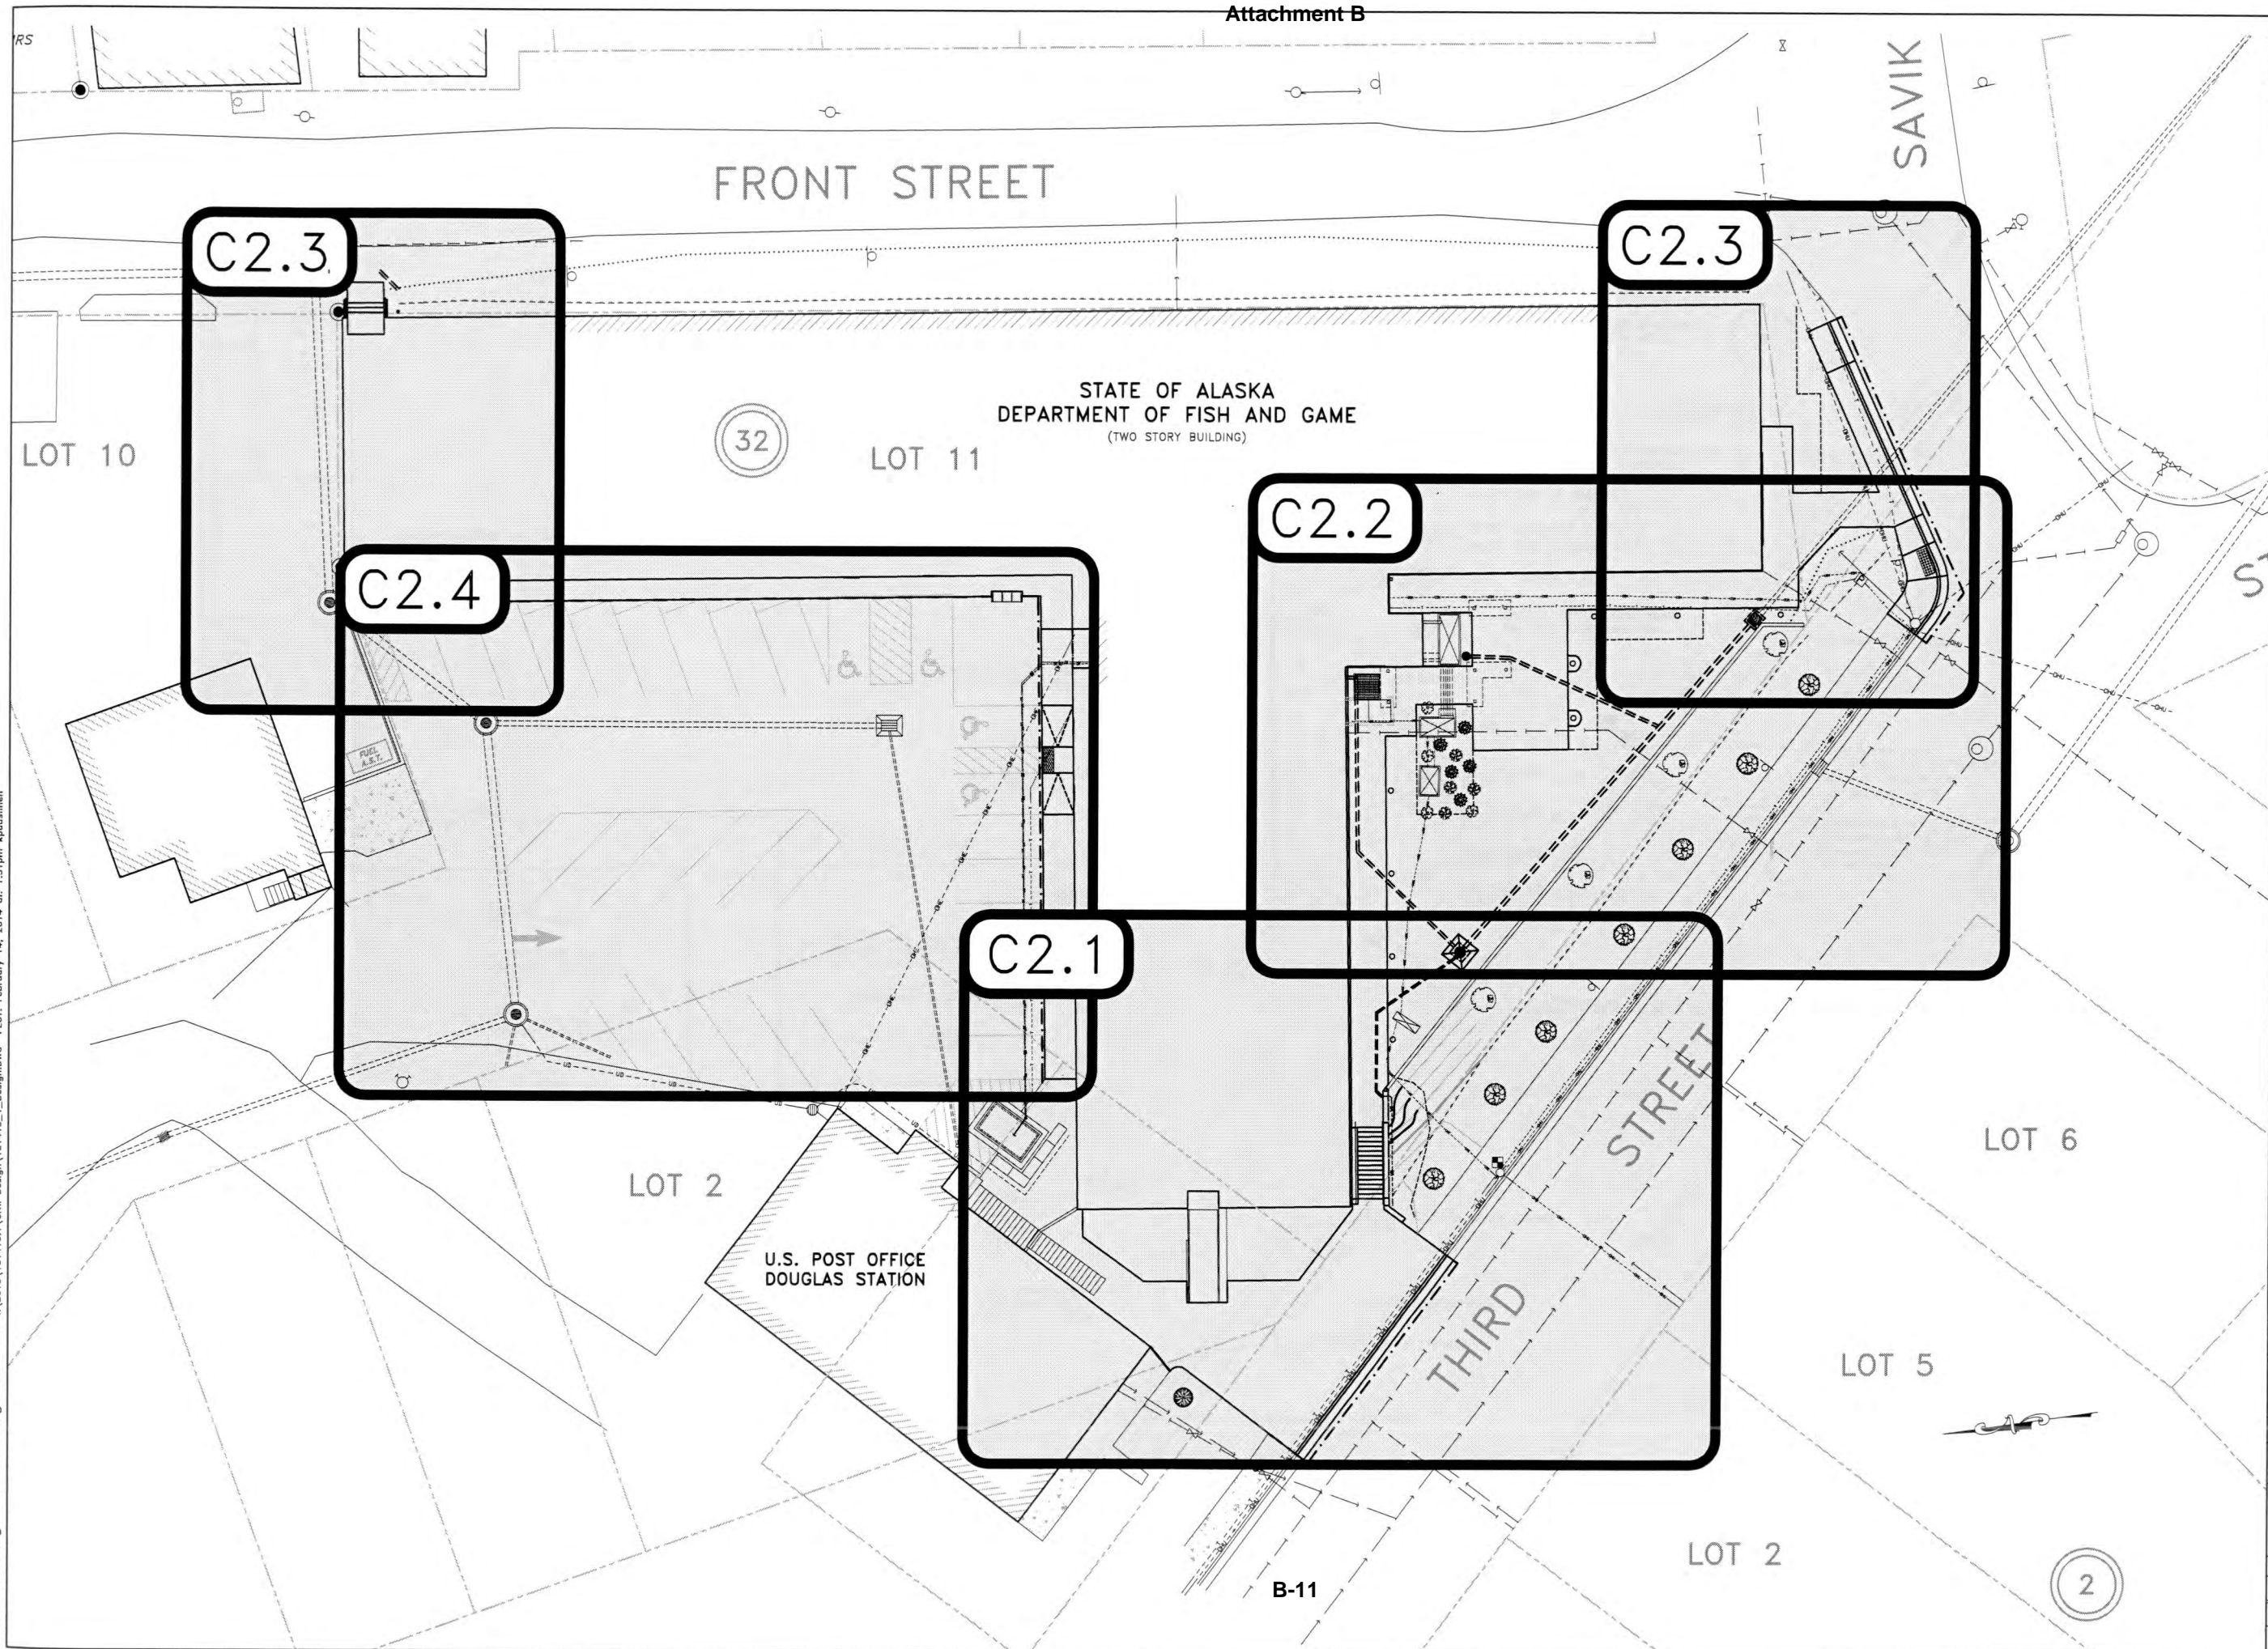 Attachment B
RS
SAVIK
FRONT STREET
C2.3
C2.3
STATE OF ALASKA
DEPARTMENT OF FISH AND GAME
(TWO STORY BUILDING)
32
LOT 10
LOT 11
C2.2
C2.4
ST
FUEL
A.S.T.
C2.1
STREET
LOT 6
LOT 2
U.S. POST OFFICE
DOUGLAS STATION
THIRD
LOT 5
LOT 2
B-11
2